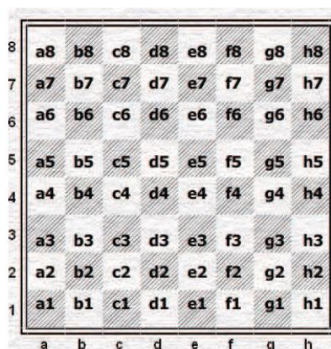 8 a8 b8 c8 d8 e8 f8 g8 h8
7 a7 b7 c7 d7 e7 f7 g7 h7
6 a6 b6 c6 d6 e6 f6 g6 h6
5 a5 b5 c5 d5 e5 f5 g5 h5
4 a4 b4 c4 d4 e4 f4 g4 h4
3 a3 b3 c3 d3 e3 f3 g3 h3
2 a2 b2 c2 d2 e2 f2 g2 h2
1 a1 b1 c1 d1 e1 f1 g1 h1
a b c d e f g h